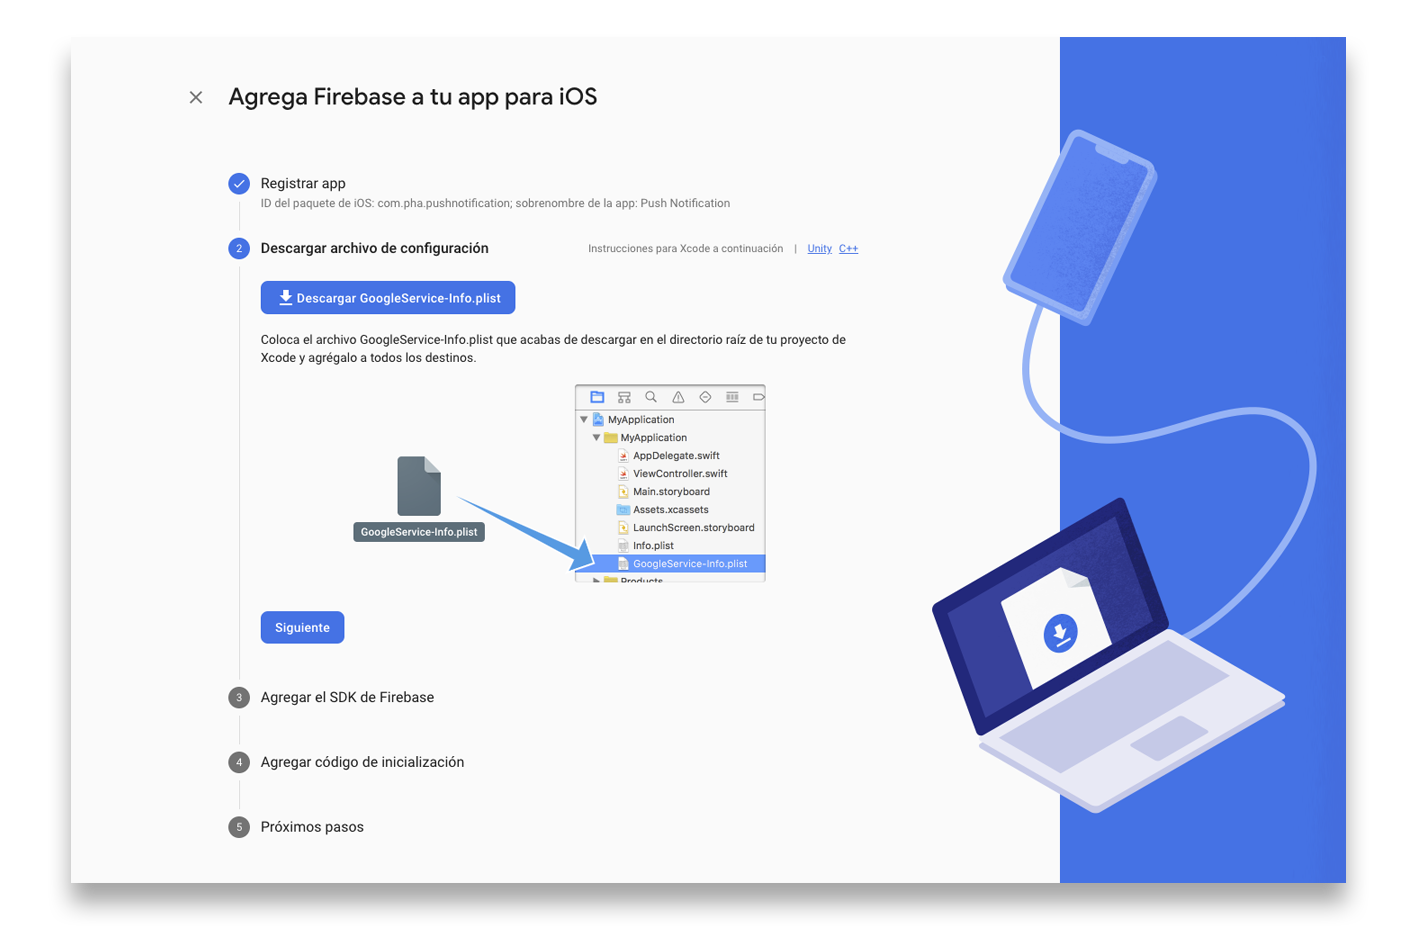 Agrega Firebase a tu app para iOS
Registrar app
ID del paquete de iOS: com.pha.pushnotification; sobrenombre de la app: Push Notification
2 Descargar archivo de configuración Instrucciones para Xcode a continuación | Unity C++
Descargar GoogleService-Info.plist
Coloca el archivo GoogleService-Info.plist que acabas de descargar en el directorio raíz de tu proyecto de
Xcode y agrégalo a todos los destinos.
MyApplication
MyApplication
AppDelegate.swift
ViewController.swift
Main.storyboard
Assets.xcassets
LaunchScreen.storyboard
Info.plist
GoogleService-Info.plist
Products
GoogleService-Info.plist
Siguiente
3 Agregar el SDK de Firebase
4 Agregar código de inicialización
5 Próximos pasos